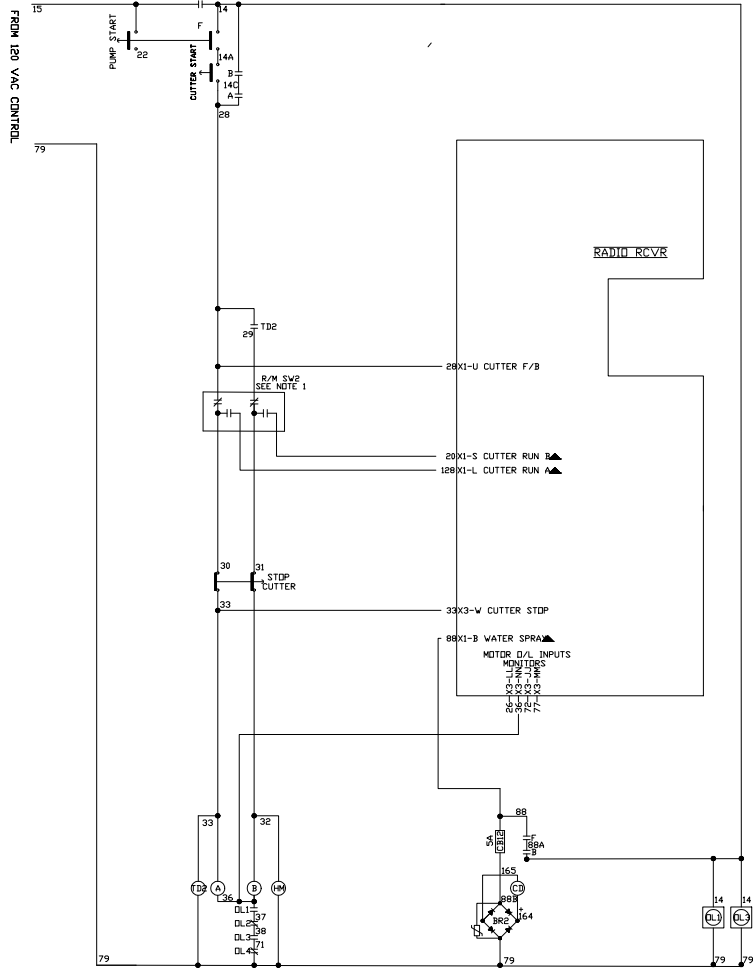 15
14
F
PUMP START
22
14A
CUTTER START
B
14C
A
28
FROM 120 VAC CONTROL
79
RADIO RCVR
TD2
29
28X1-U CUTTER F/B
R/M SW2
SEE NOTE 1
20X1-S CUTTER RUN B
128X1-L CUTTER RUN A
30
31
STOP
CUTTER
33
33X3-W CUTTER STOP
88X1-B WATER SPRAY
MOTOR O/L INPUTS
MONITORS
26-X3-LL
36-X3-NN
72-X3-JJ
77-X3-MM
33
32
88
5A
CB12
F
88A
B
165
TD2
A
B
HM
CD
36
88B
OL1
37
OL2
38
OL3
71
OL4
+
164
BR2
14
14
OL1
OL3
79
79
79
79